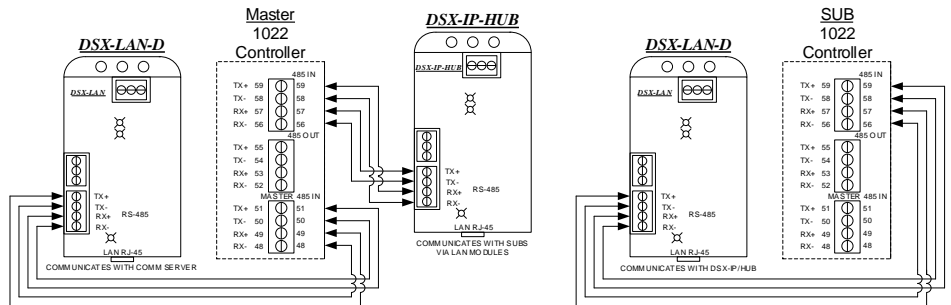 DSX-LAN-D
DSX-LAN
TX+
TX-
RX+
RX-
RS-485
LAN RJ-45
COMMUNICATES WITH COMM SERVER
Master
1022
Controller
485 IN
TX+ 59 59
TX- 58 58
RX+ 57 57
RX- 56 56
485 OUT
TX+ 55 55
TX- 54 54
RX+ 53 53
RX- 52 52
MASTER 485 IN
TX+ 51 51
TX- 50 50
RX+ 49 49
RX- 48 48
DSX-IP-HUB
DSX-IP-HUB
TX+
TX-
RX+
RX-
RS-485
LAN RJ-45
COMMUNICATES WITH SUBS
VIA LAN MODULES
DSX-LAN-D
DSX-LAN
TX+
TX-
RX+
RX-
RS-485
LAN RJ-45
COMMUNICATES WITH DSX-IP/HUB
SUB
1022
Controller
485 IN
TX+ 59 59
TX- 58 58
RX+ 57 57
RX- 56 56
485 OUT
TX+ 55 55
TX- 54 54
RX+ 53 53
RX- 52 52
MASTER 485 IN
TX+ 51 51
TX- 50 50
RX+ 49 49
RX- 48 48